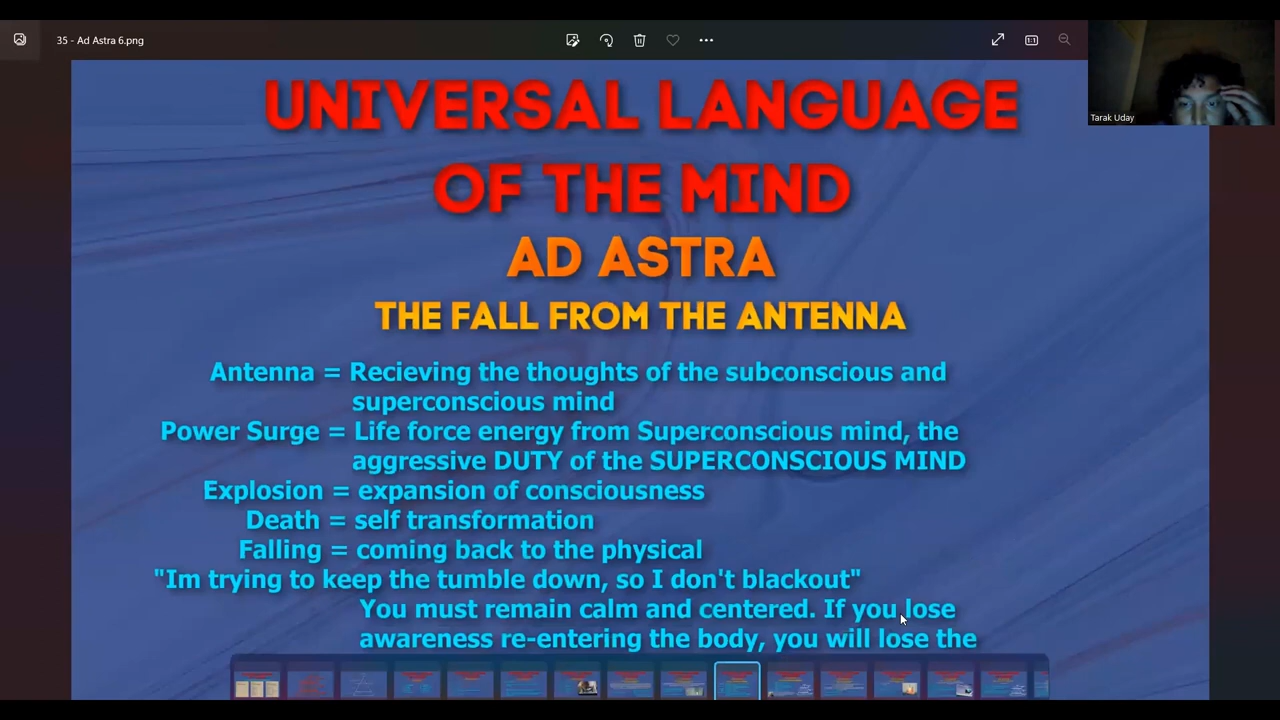 35 - Ad Astra 6.png
Tarak Uday
UNIVERSAL LANGUAGE
OF THE MIND
AD ASTRA
THE FALL FROM THE ANTENNA
Antenna = Recieving the thoughts of the subconscious and
superconscious mind
Power Surge = Life force energy from Superconscious mind, the
aggressive DUTY of the SUPERCONSCIOUS MIND
Explosion = expansion of consciousness
Death = self transformation
Falling = coming back to the physical
"Im trying to keep the tumble down, so I don't blackout"
You must remain calm and centered. If you lose
awareness re-entering the body, you will lose the